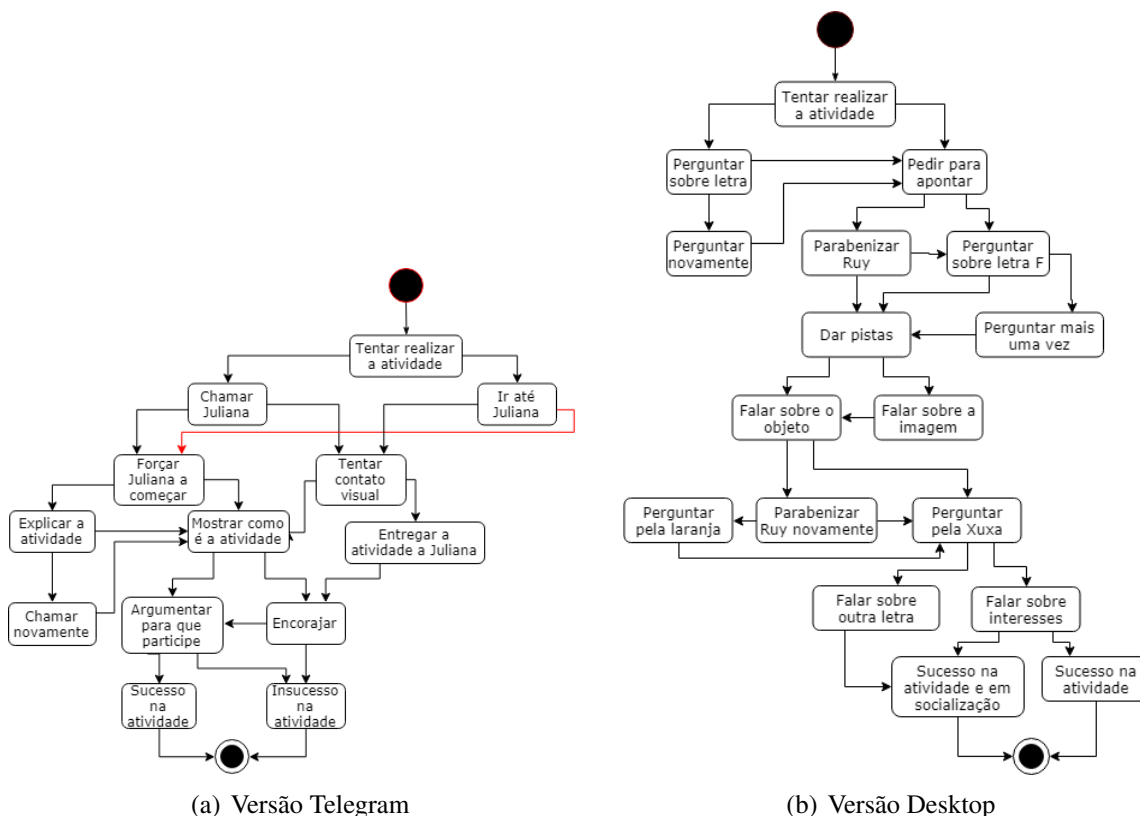 Tentar realizar
a atividade
Chamar
Juliana
Ir até
Juliana
Forçar
Juliana a
começar
Tentar
contato
visual
Explicar a
atividade
Mostrar como
é a atividade
Entregar a
atividade a Juliana
Chamar
novamente
Argumentar
para que
participe
Encorajar
Sucesso
na
atividade
Insucesso
na
atividade
(a) Versão Telegram
Tentar realizar
a atividade
Perguntar
sobre letra
Pedir para
apontar
Perguntar
novamente
Parabenizar
Ruy
Perguntar
sobre letra F
Dar pistas
Perguntar mais
uma vez
Falar sobre o
objeto
Falar sobre a
imagem
Perguntar
pela laranja
Parabenizar
Ruy novamente
Perguntar
pela Xuxa
Falar sobre
outra letra
Falar sobre
interesses
Sucesso na
atividade e em
socialização
Sucesso na
atividade
(b) Versão Desktop